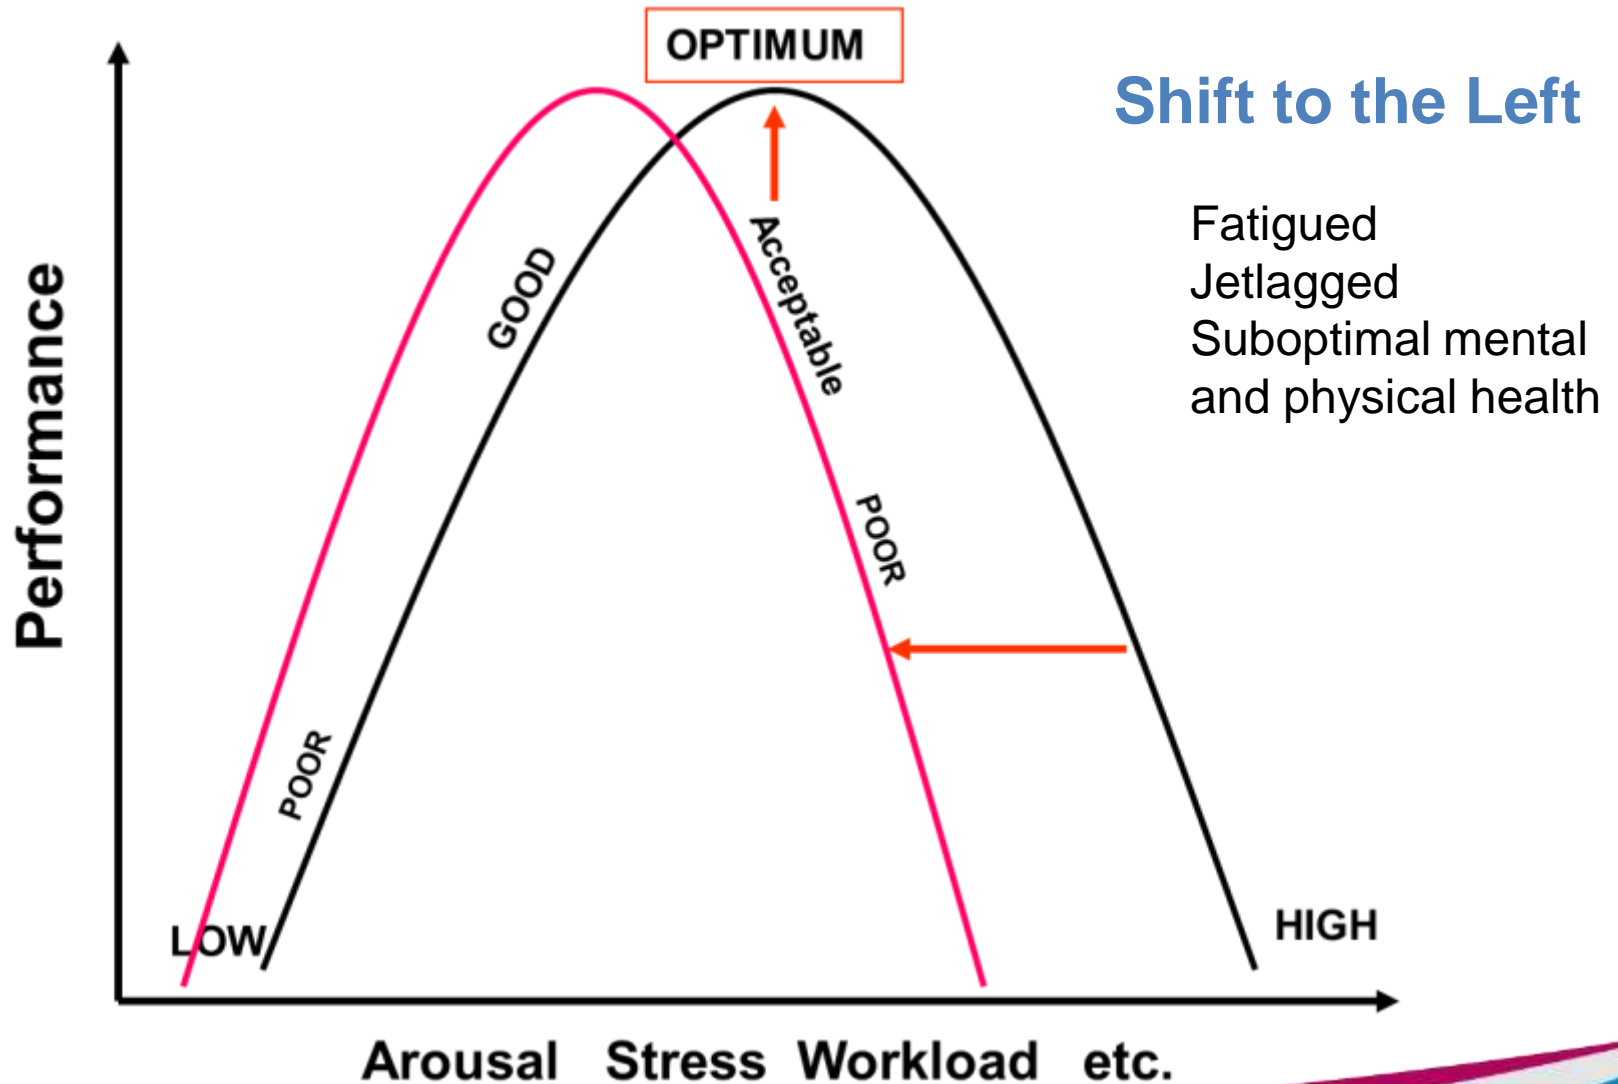 OPTIMUM
Shift to the Left
Fatigued
Jetlagged
Suboptimal mental
and physical health
Performance
GOOD
Acceptable
POOR
POOR
LOW
HIGH
Arousal Stress Workload etc.